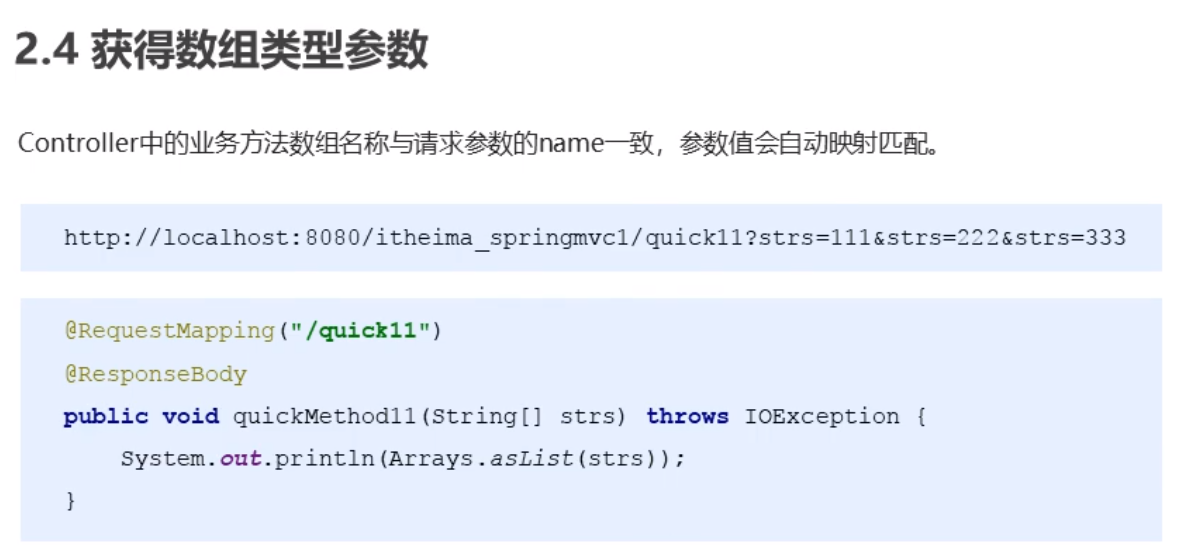 2.4 获得数组类型参数
Controller中的业务方法数组名称与请求参数的name一致，参数值会自动映射匹配。
http://localhost:8080/itheima_springmvc1/quick11?strs=111&strs=222&strs=333
@RequestMapping("/quick11")
@ResponseBody
public void quickMethod11(String[] strs) throws IOException {
    System.out.println(Arrays.asList(strs));
}